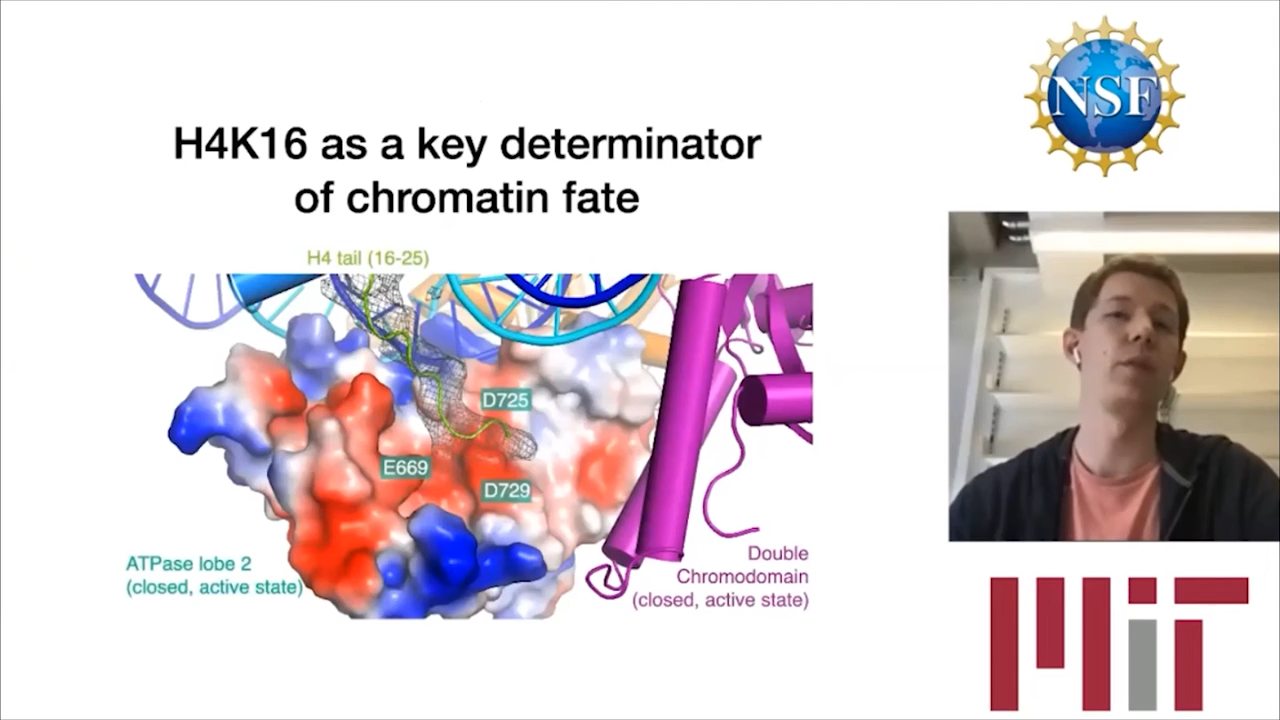 H4K16 as a key determinator
of chromatin fate
H4 tail (16-25)
D725
E669
D729
ATPase lobe 2
(closed, active state)
Double
Chromodomain
(closed, active state)
NSF
MIT